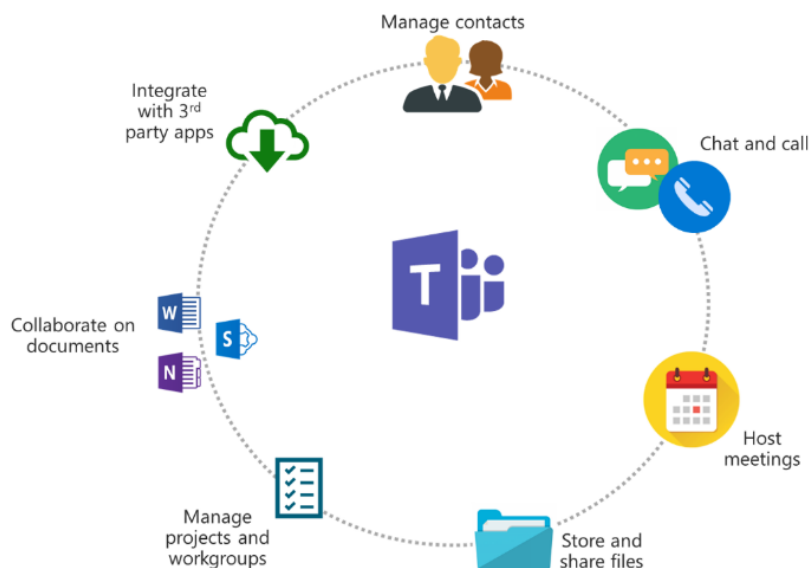 Manage contacts
Chat and call
Host
meetings
Store and
share files
Manage
projects and
workgroups
Collaborate on
documents
Integrate
with 3rd
party apps
T
W
S
N